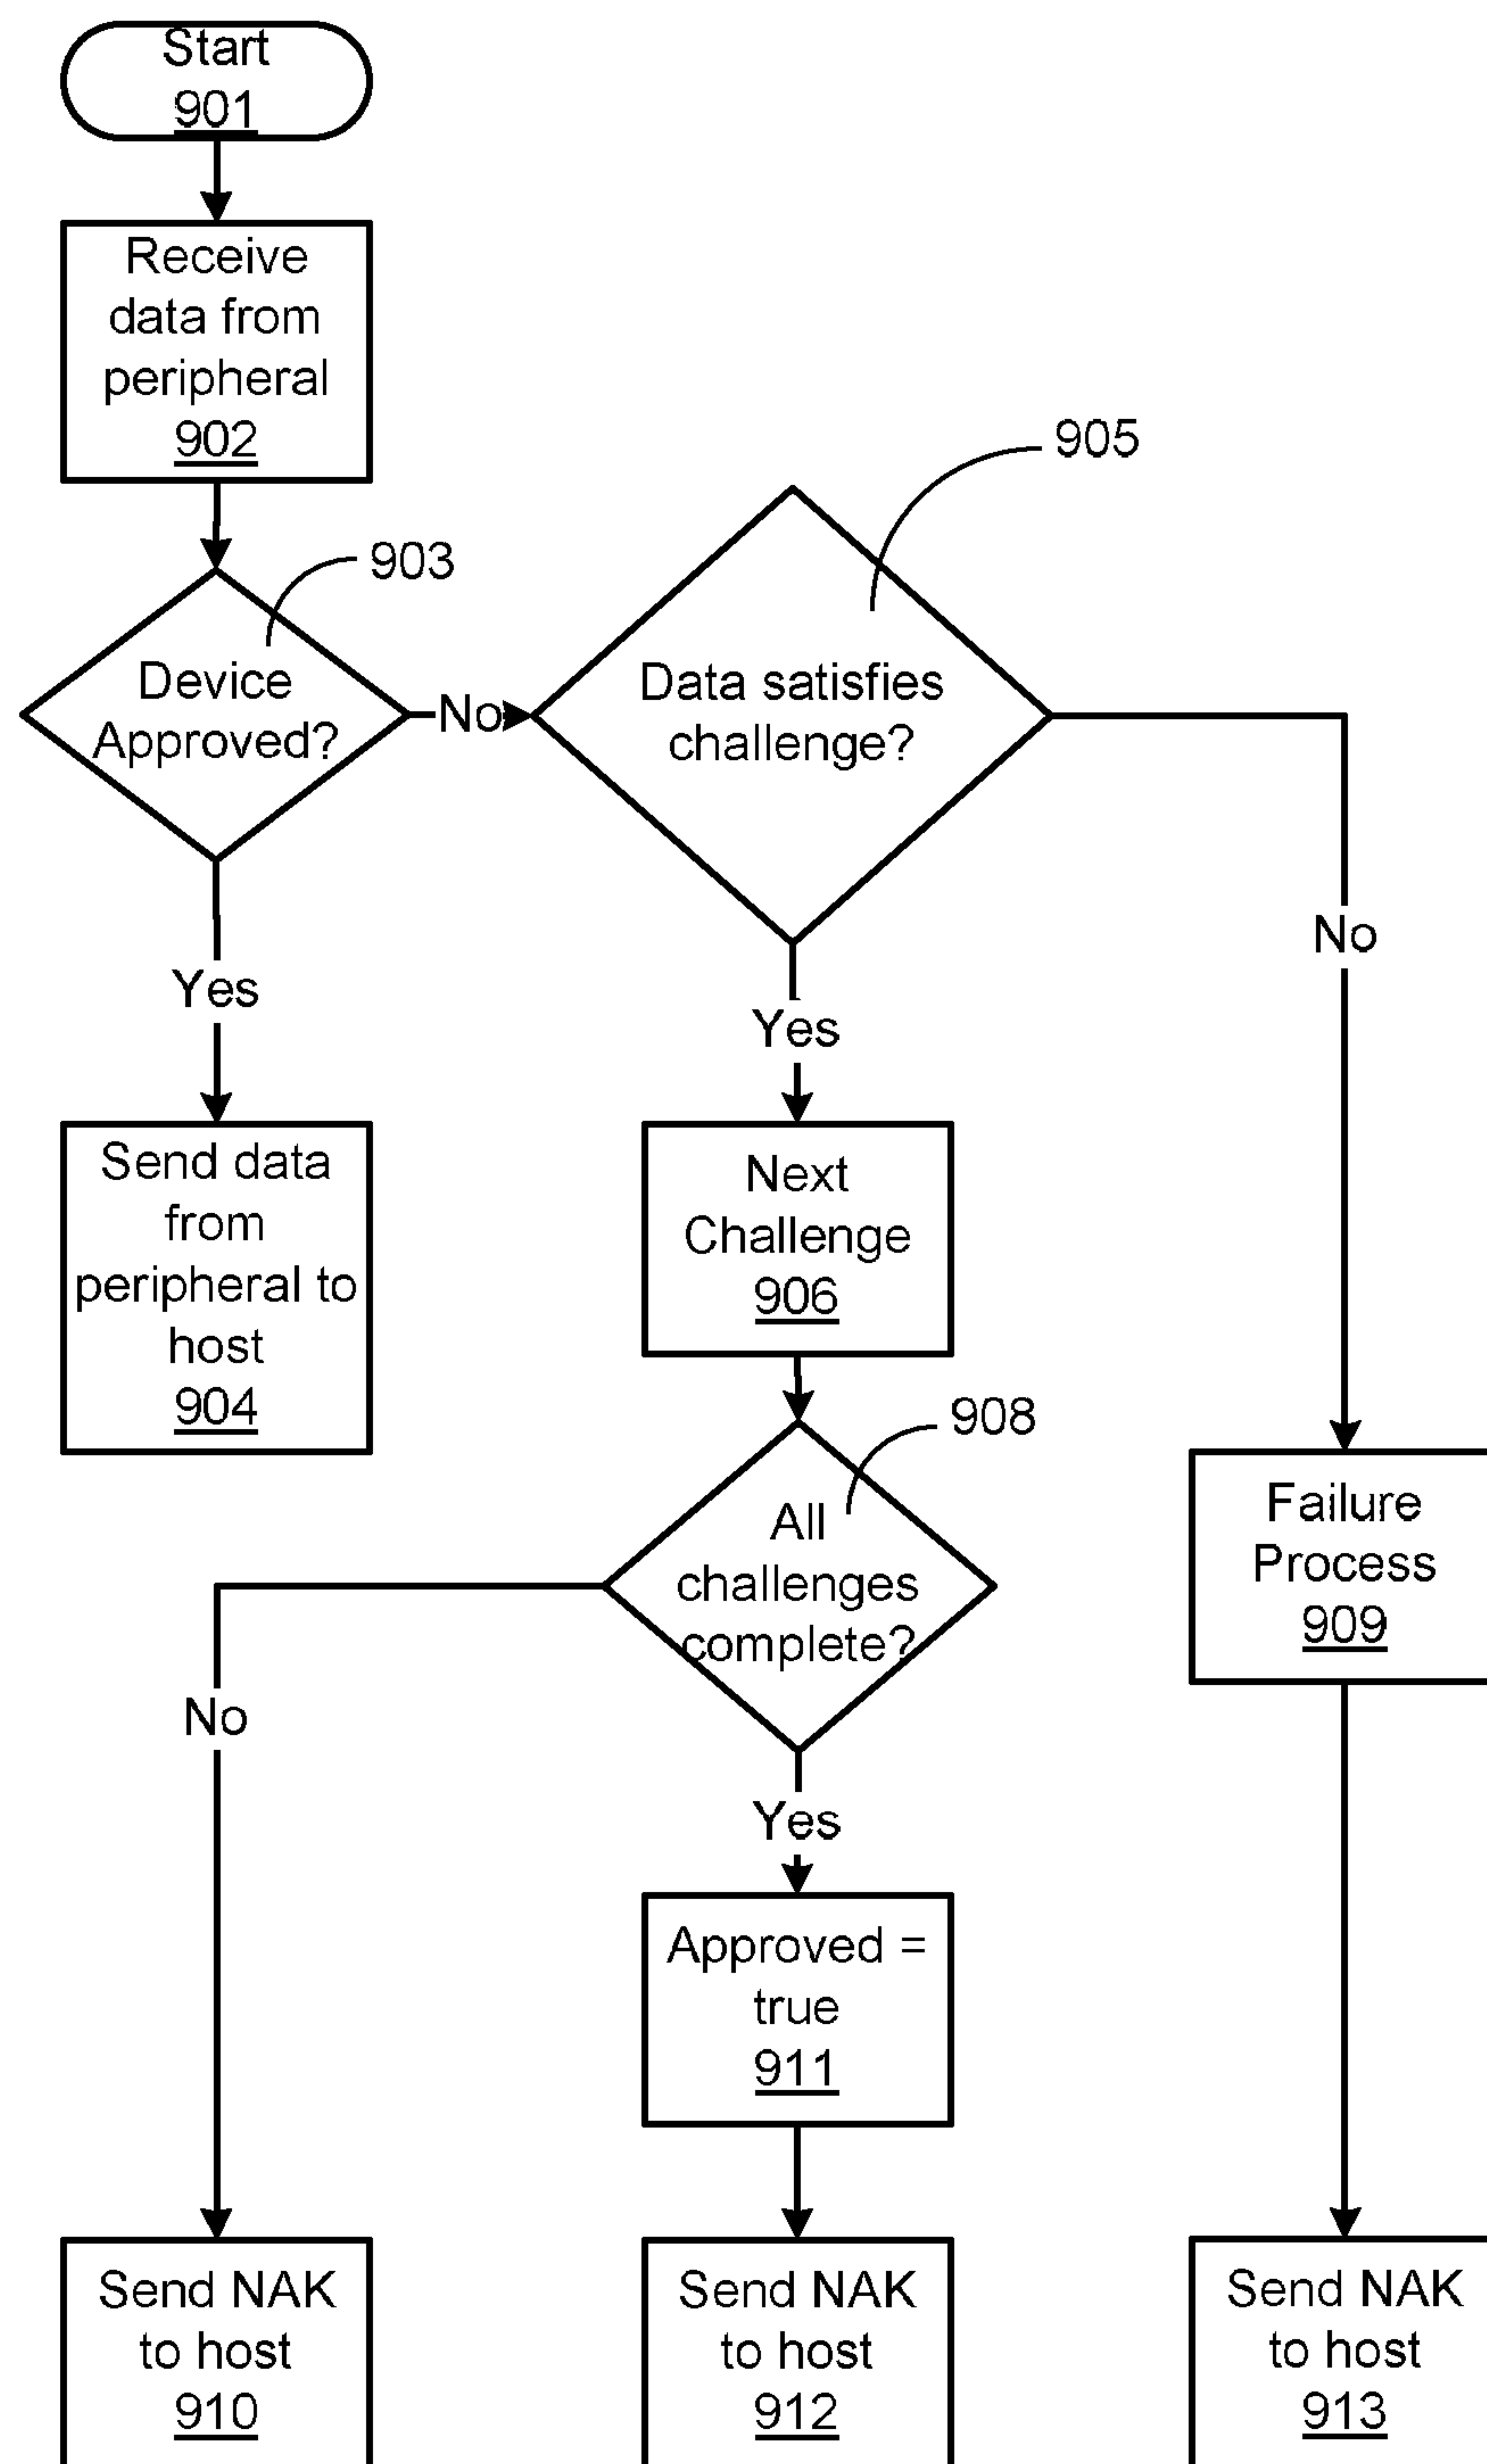 Start
901
Receive
data from
peripheral
902
905
903
Device
Approved?
No
Data satisfies
challenge?
No
Yes
Yes
Send data
from
peripheral to
host
904
Next
Challenge
906
908
All
challenges
complete?
Failure
Process
909
No
Yes
Approved =
true
911
Send NAK
to host
910
Send NAK
to host
912
Send NAK
to host
913